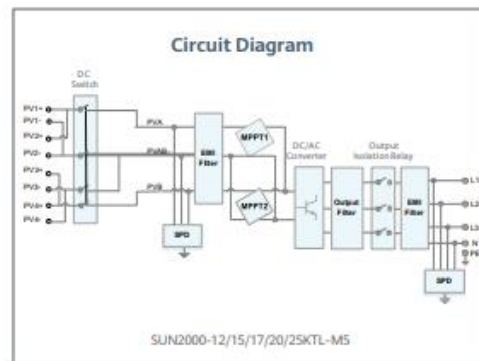 Circuit Diagram
DC
Switch
PV1+
PV1-
PV2+
PV2-
PV3+
PV3-
PV4+
PV4-
PVA
PVAB-
PVB
EMI
Filter
SPD
MPPT1
MPPT2
DC/AC
Converter
Output
Filter
Output
Isolation Relay
EMI
Filter
L1
L2
L3
N
PE
SPD
SUN2000-12/15/17/20/25KTL-M5